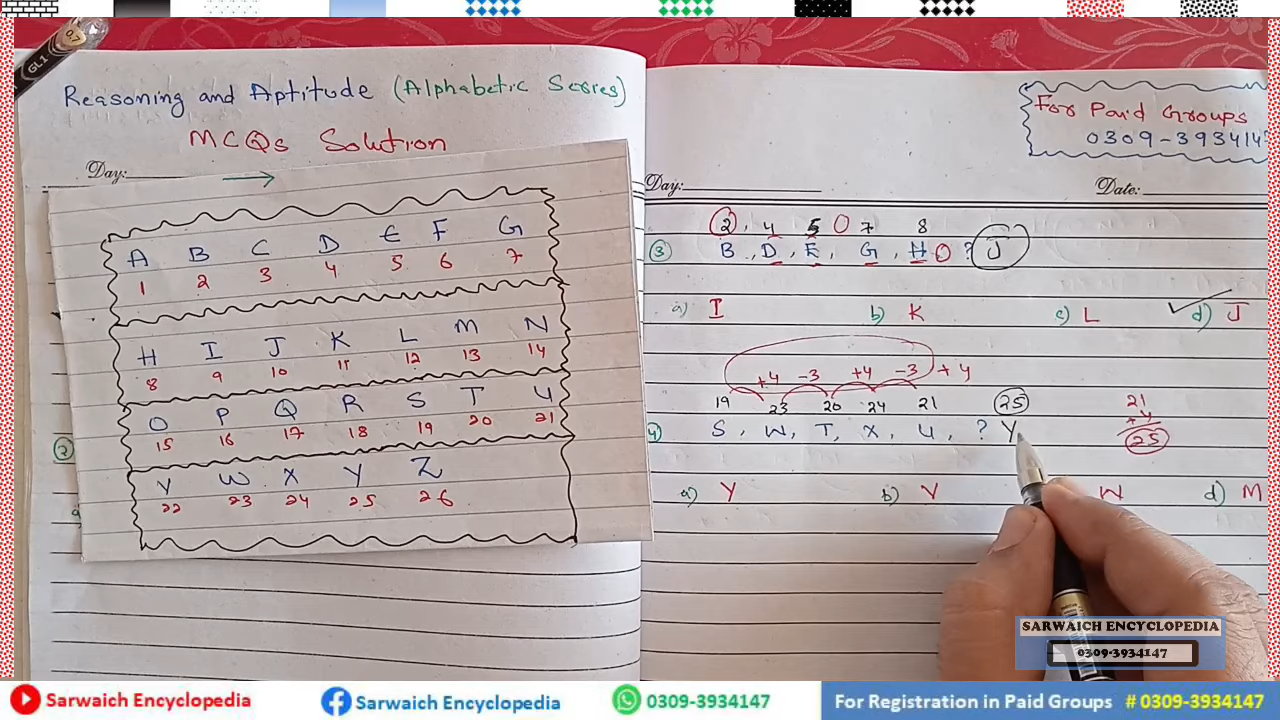 GL1 0.7
Reasoning and Aptitude (Alphabetic Series)
MCQs Solution
Day:
A B C D E F G
1 2 3 4 5 6 7
H I J K L M N
8 9 10 11 12 13 14
O P Q R S T U
15 16 17 18 19 20 21
V W X Y Z
22 23 24 25 26
2
For Paid Groups
0309-393414
Day: Date:
2, 4 5 7 8
3 B, D, E, G, H, ? J
a) I b) K c) L d) J
+4 -3 +4 -3 +4
19 23 20 24 21 25
21
+4
25
4 S, W, T, X, U, ? Y
a) Y b) V W d) M
SARWAICH ENCYCLOPEDIA
0309-3934147
Sarwaich Encyclopedia Sarwaich Encyclopedia 0309-3934147 For Registration in Paid Groups # 0309-3934147